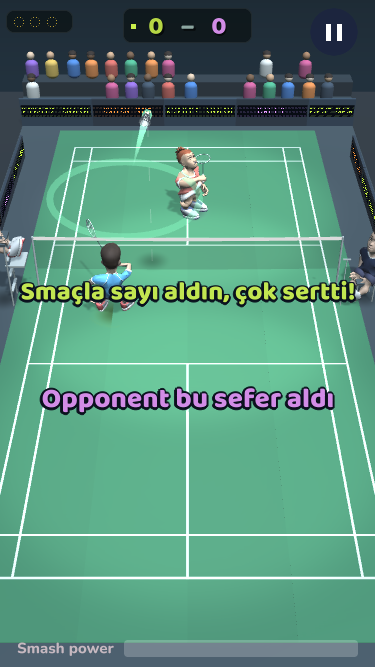 0 – 0
Smaçla sayı aldın, çok sertti!
Opponent bu sefer aldı
Smash power